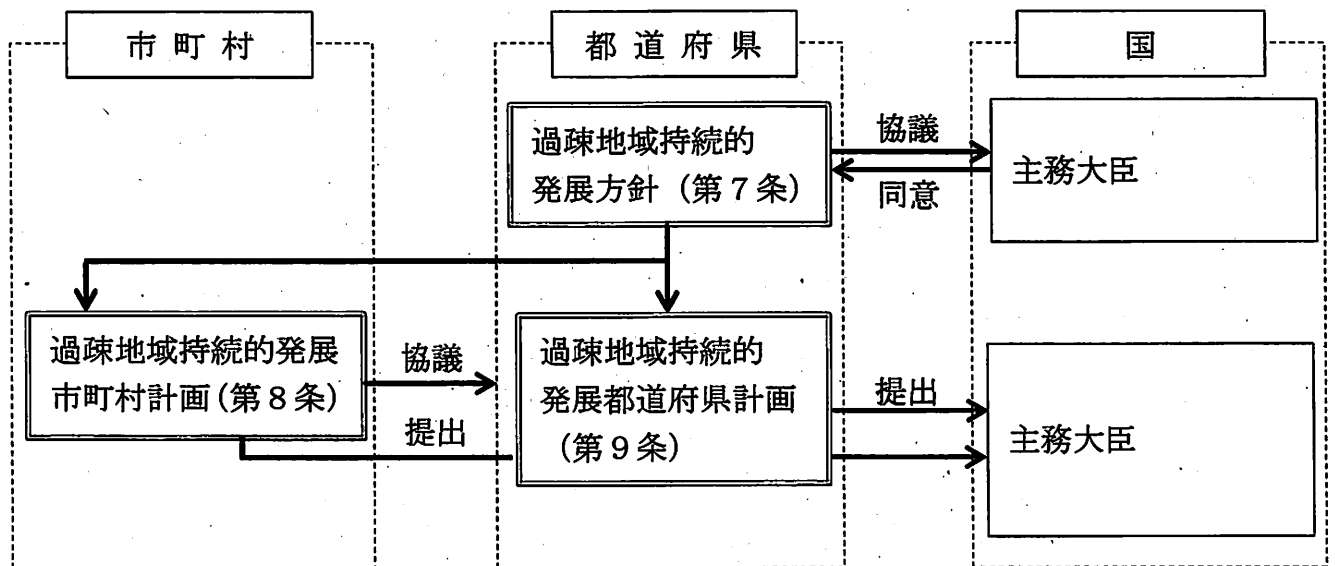 市町村
都道府県
国
過疎地域持続的
発展方針(第7条)
協議
同意
主務大臣
過疎地域持続的発展
市町村計画(第8条)
協議
提出
過疎地域持続的
発展都道府県計画
(第9条)
提出
主務大臣